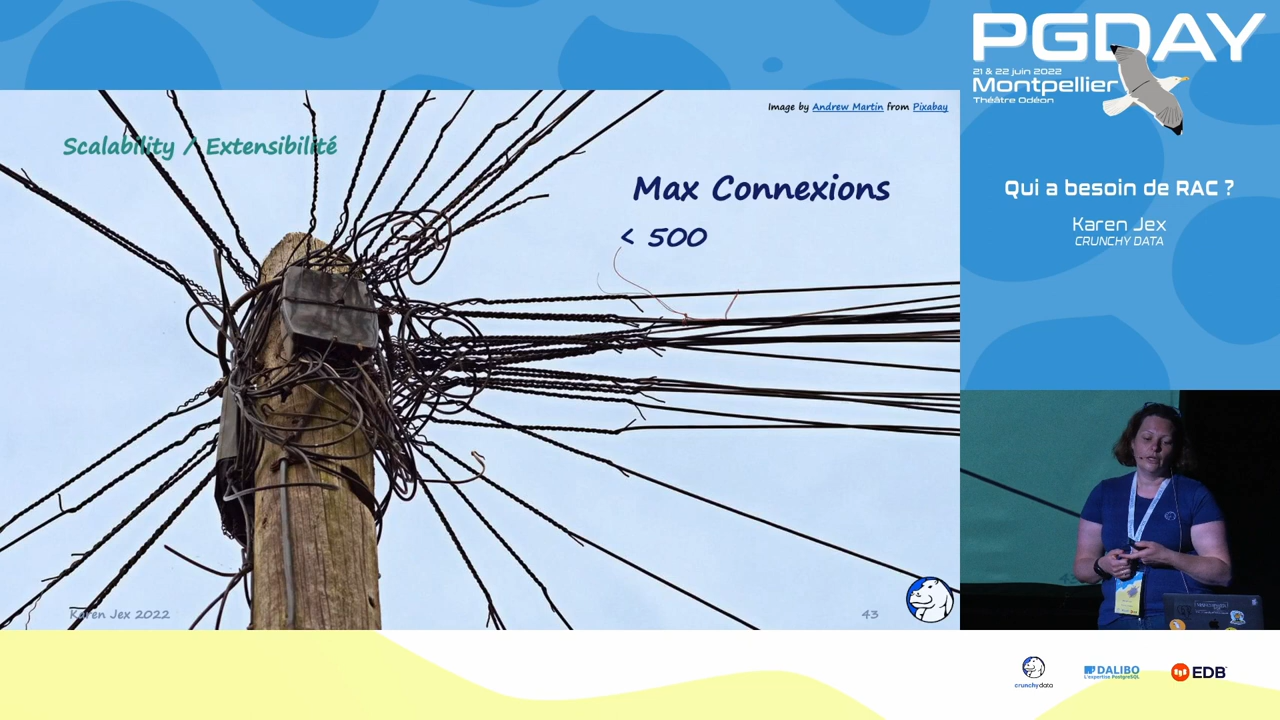 PGDAY
21 & 22 juin 2022
Montpellier
Théâtre Odéon
Image by Andrew Martin from Pixabay
Scalability / Extensibilité
Max Connexions
< 500
Qui a besoin de RAC ?
Karen Jex
CRUNCHY DATA
Karen Jex 2022
43
crunchydata
DALIBO
L'expertise PostgreSQL
EDB